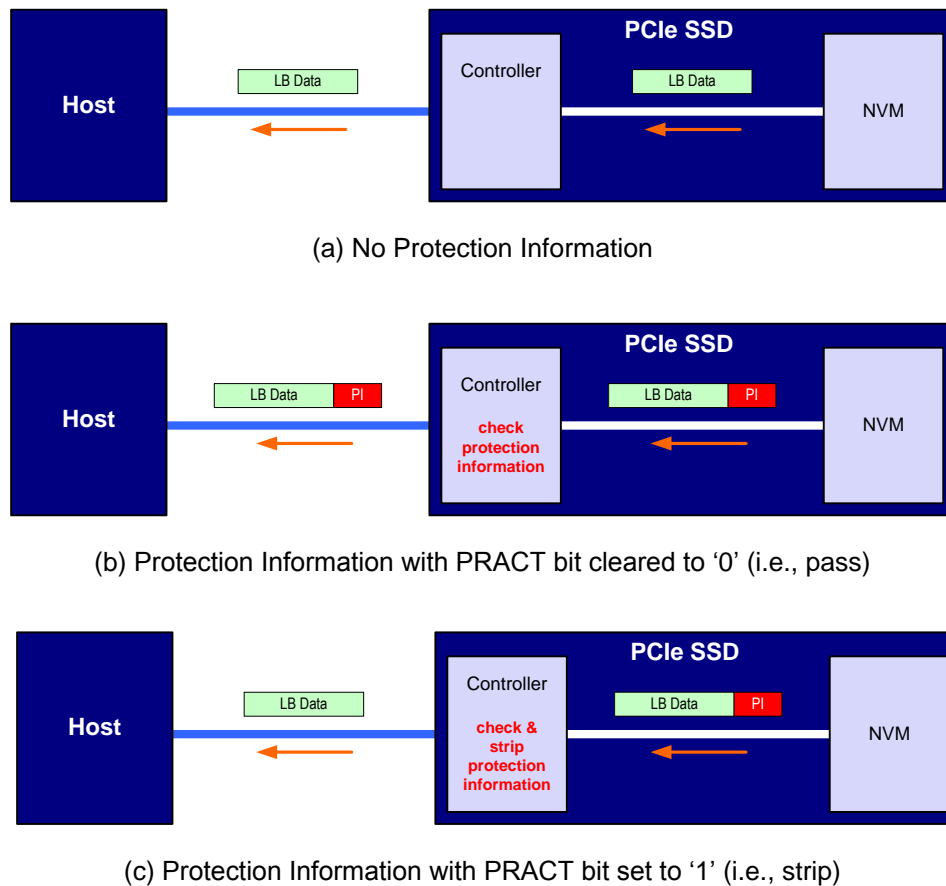 PCIe SSD
Host
LB Data
Controller
LB Data
NVM
(a) No Protection Information
PCIe SSD
Host
LB Data PI
Controller
check
protection
information
LB Data PI
NVM
(b) Protection Information with PRACT bit cleared to ‘0’ (i.e., pass)
PCIe SSD
Host
LB Data
Controller
check &
strip
protection
information
LB Data PI
NVM
(c) Protection Information with PRACT bit set to ‘1’ (i.e., strip)